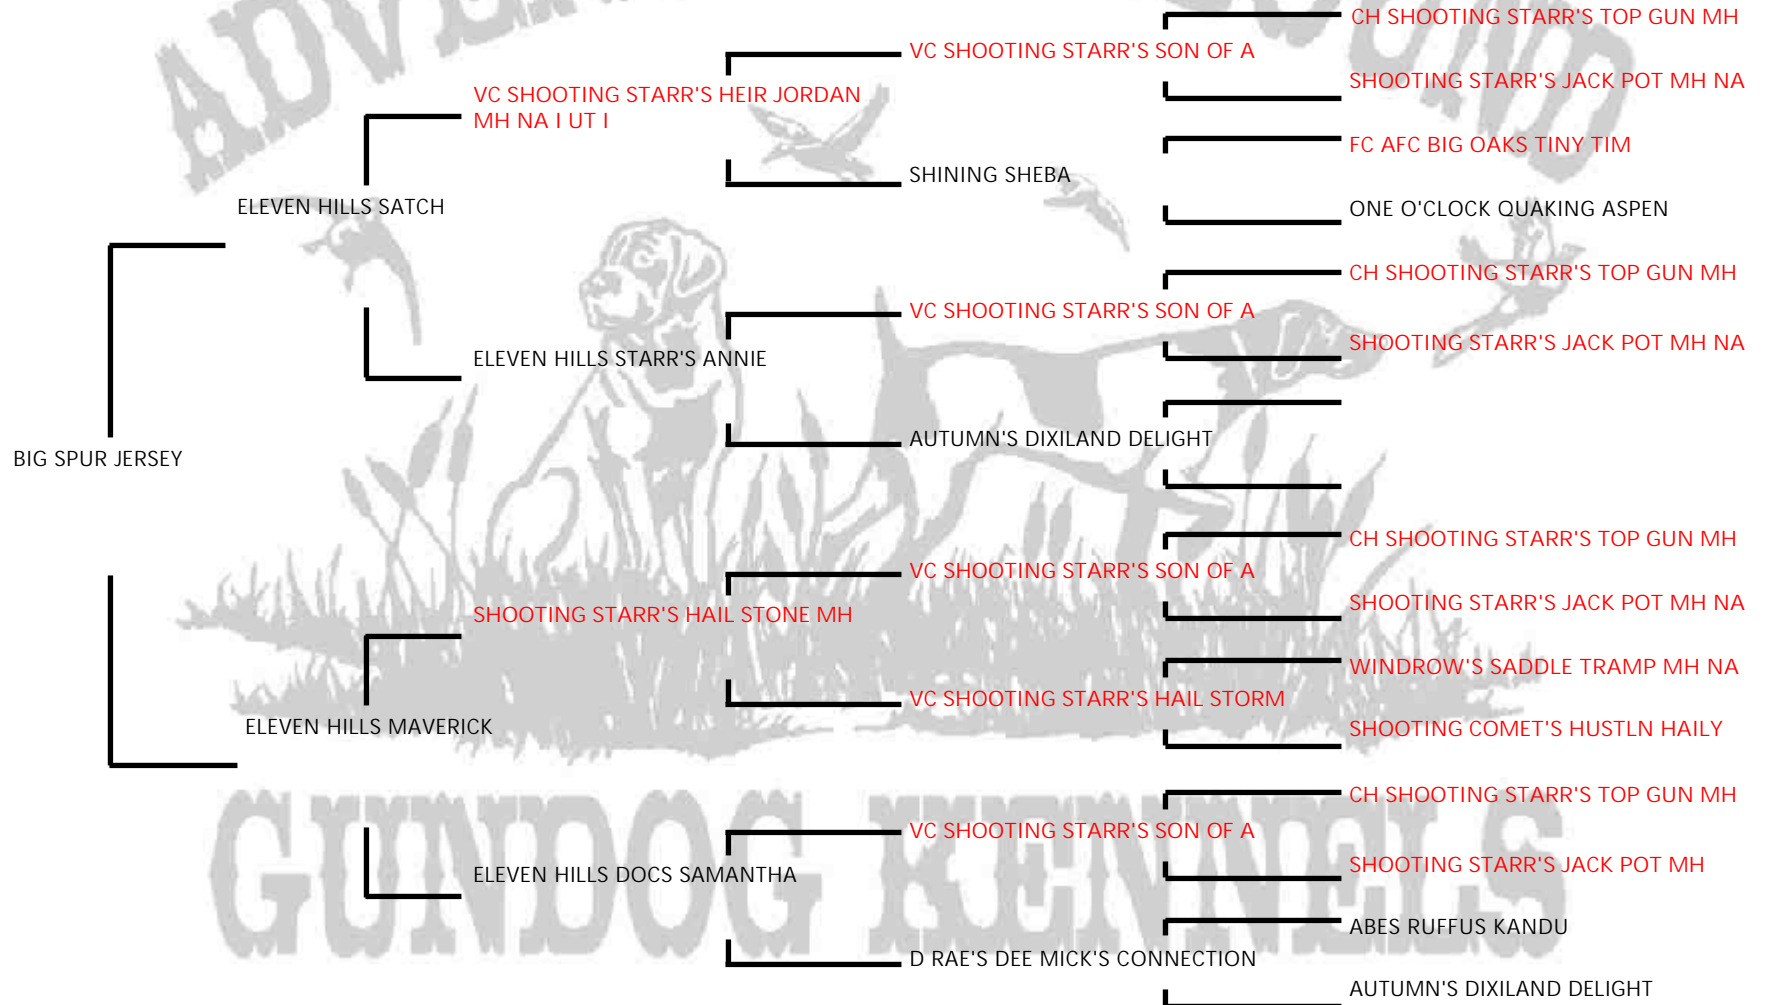 CH SHOOTING STARR'S TOP GUN MH
VC SHOOTING STARR'S SON OF A
SHOOTING STARR'S JACK POT MH NA
VC SHOOTING STARR'S HEIR JORDAN
MH NA I UT I
FC AFC BIG OAKS TINY TIM
SHINING SHEBA
ONE O'CLOCK QUAKING ASPEN
ELEVEN HILLS SATCH
CH SHOOTING STARR'S TOP GUN MH
VC SHOOTING STARR'S SON OF A
SHOOTING STARR'S JACK POT MH NA
ELEVEN HILLS STARR'S ANNIE
AUTUMN'S DIXILAND DELIGHT
BIG SPUR JERSEY
CH SHOOTING STARR'S TOP GUN MH
VC SHOOTING STARR'S SON OF A
SHOOTING STARR'S JACK POT MH NA
SHOOTING STARR'S HAIL STONE MH
WINDROW'S SADDLE TRAMP MH NA
VC SHOOTING STARR'S HAIL STORM
SHOOTING COMET'S HUSTLN HAILY
ELEVEN HILLS MAVERICK
CH SHOOTING STARR'S TOP GUN MH
VC SHOOTING STARR'S SON OF A
SHOOTING STARR'S JACK POT MH
ELEVEN HILLS DOCS SAMANTHA
ABES RUFFUS KANDU
D RAE'S DEE MICK'S CONNECTION
AUTUMN'S DIXILAND DELIGHT
GUNDOG KENNELS